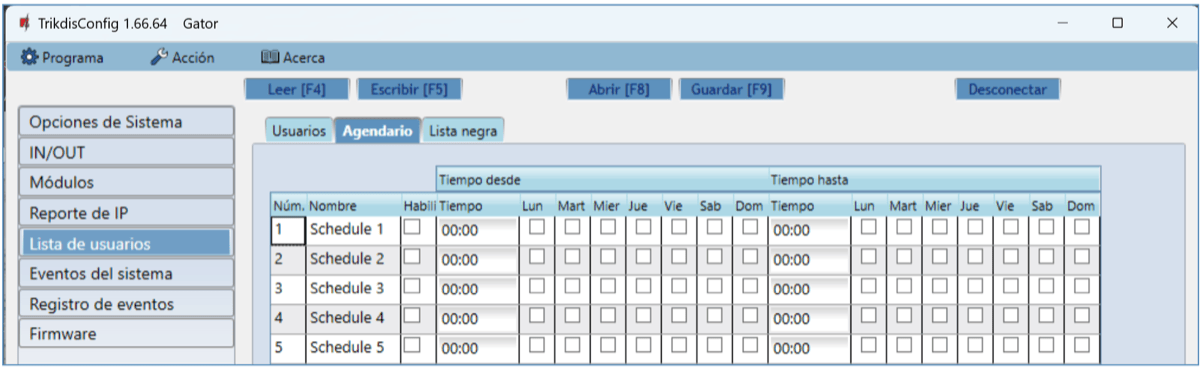 TrikdisConfig 1.66.64 Gator
Programa Acción Acerca
Leer [F4] Escribir [F5] Abrir [F8] Guardar [F9] Desconectar
Opciones de Sistema
IN/OUT
Módulos
Reporte de IP
Lista de usuarios
Eventos del sistema
Registro de eventos
Firmware
Usuarios Agendario Lista negra
Tiempo desde Tiempo hasta
Núm. Nombre Habili Tiempo Lun Mart Mier Jue Vie Sab Dom Tiempo Lun Mart Mier Jue Vie Sab Dom
1 Schedule 1 00:00 00:00
2 Schedule 2 00:00 00:00
3 Schedule 3 00:00 00:00
4 Schedule 4 00:00 00:00
5 Schedule 5 00:00 00:00